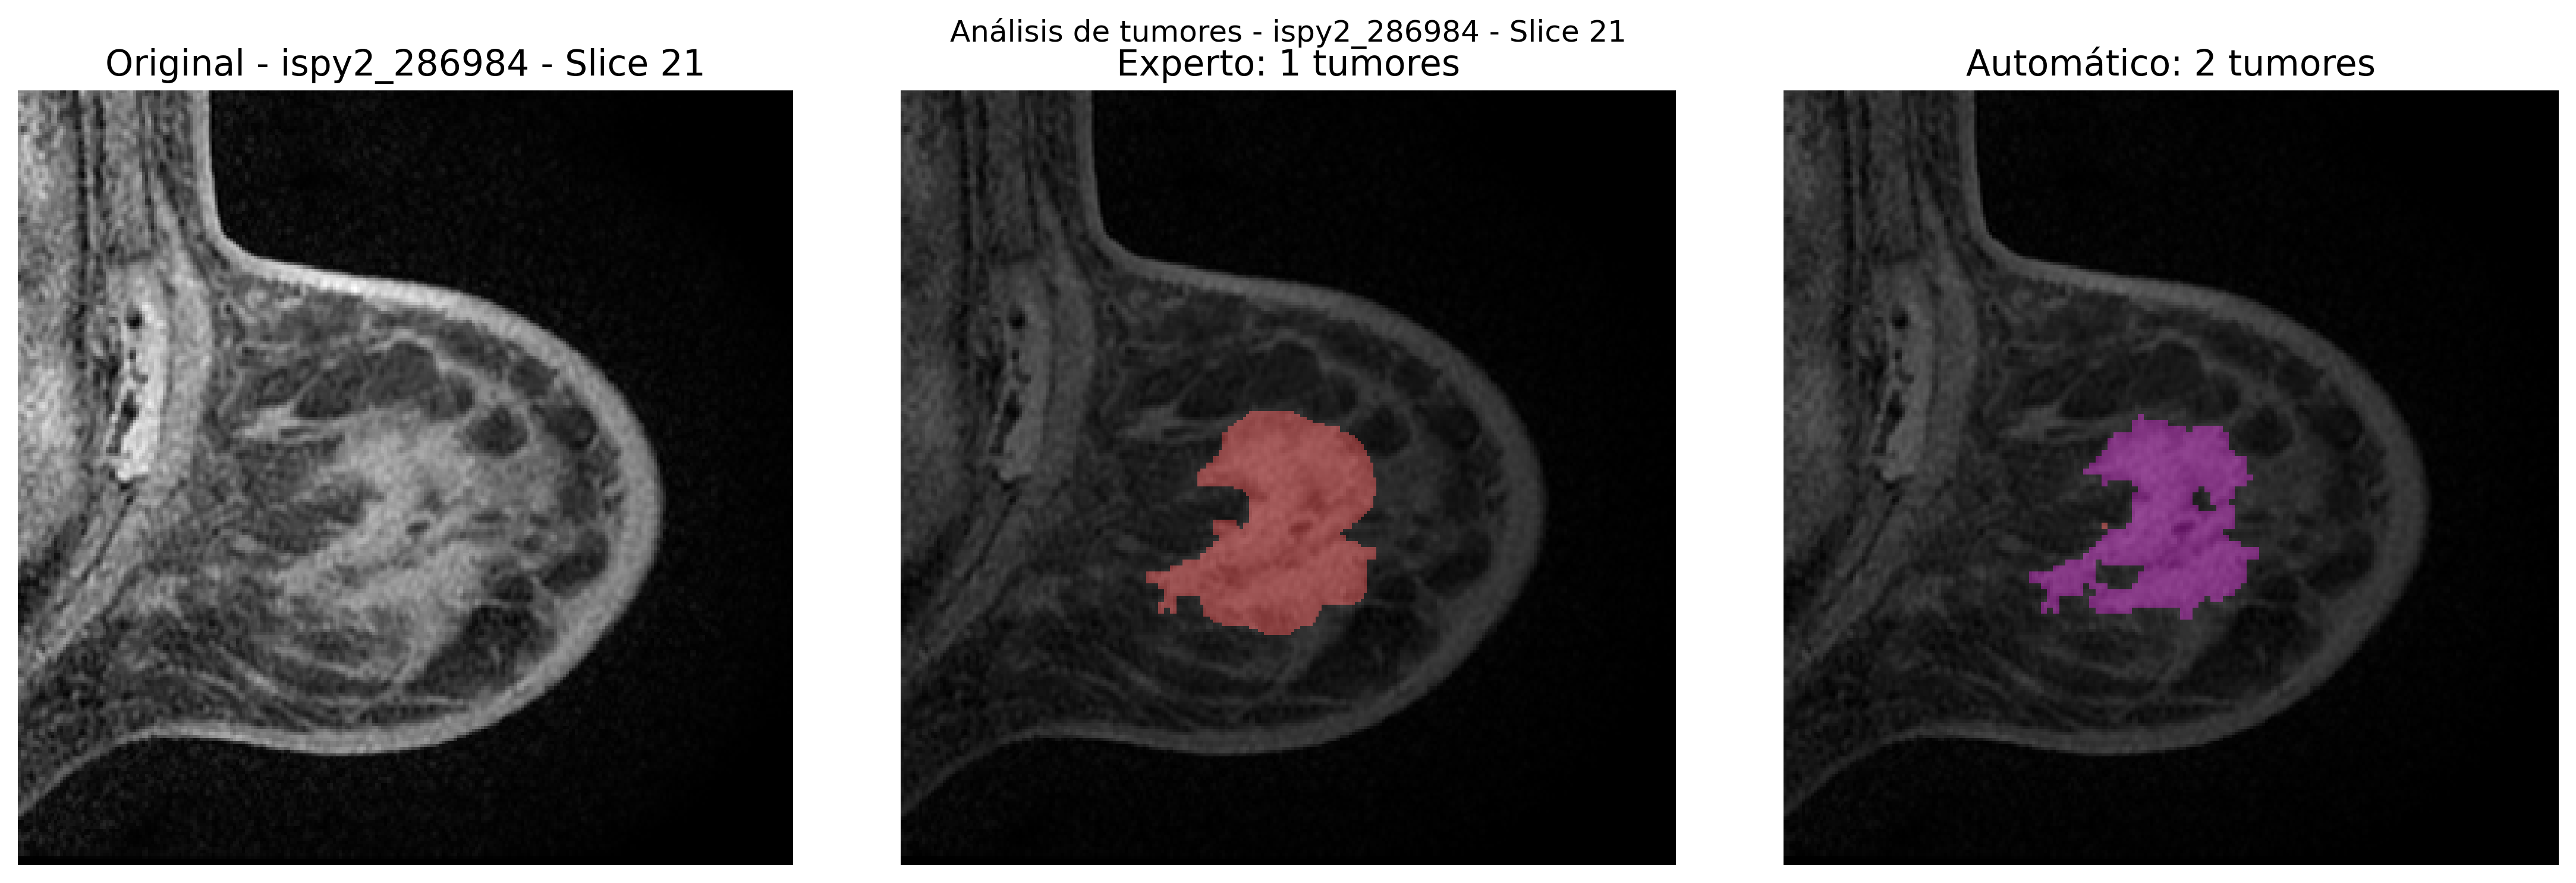 Análisis de tumores - ispy2_286984 - Slice 21
Original - ispy2_286984 - Slice 21
Experto: 1 tumores
Automático: 2 tumores